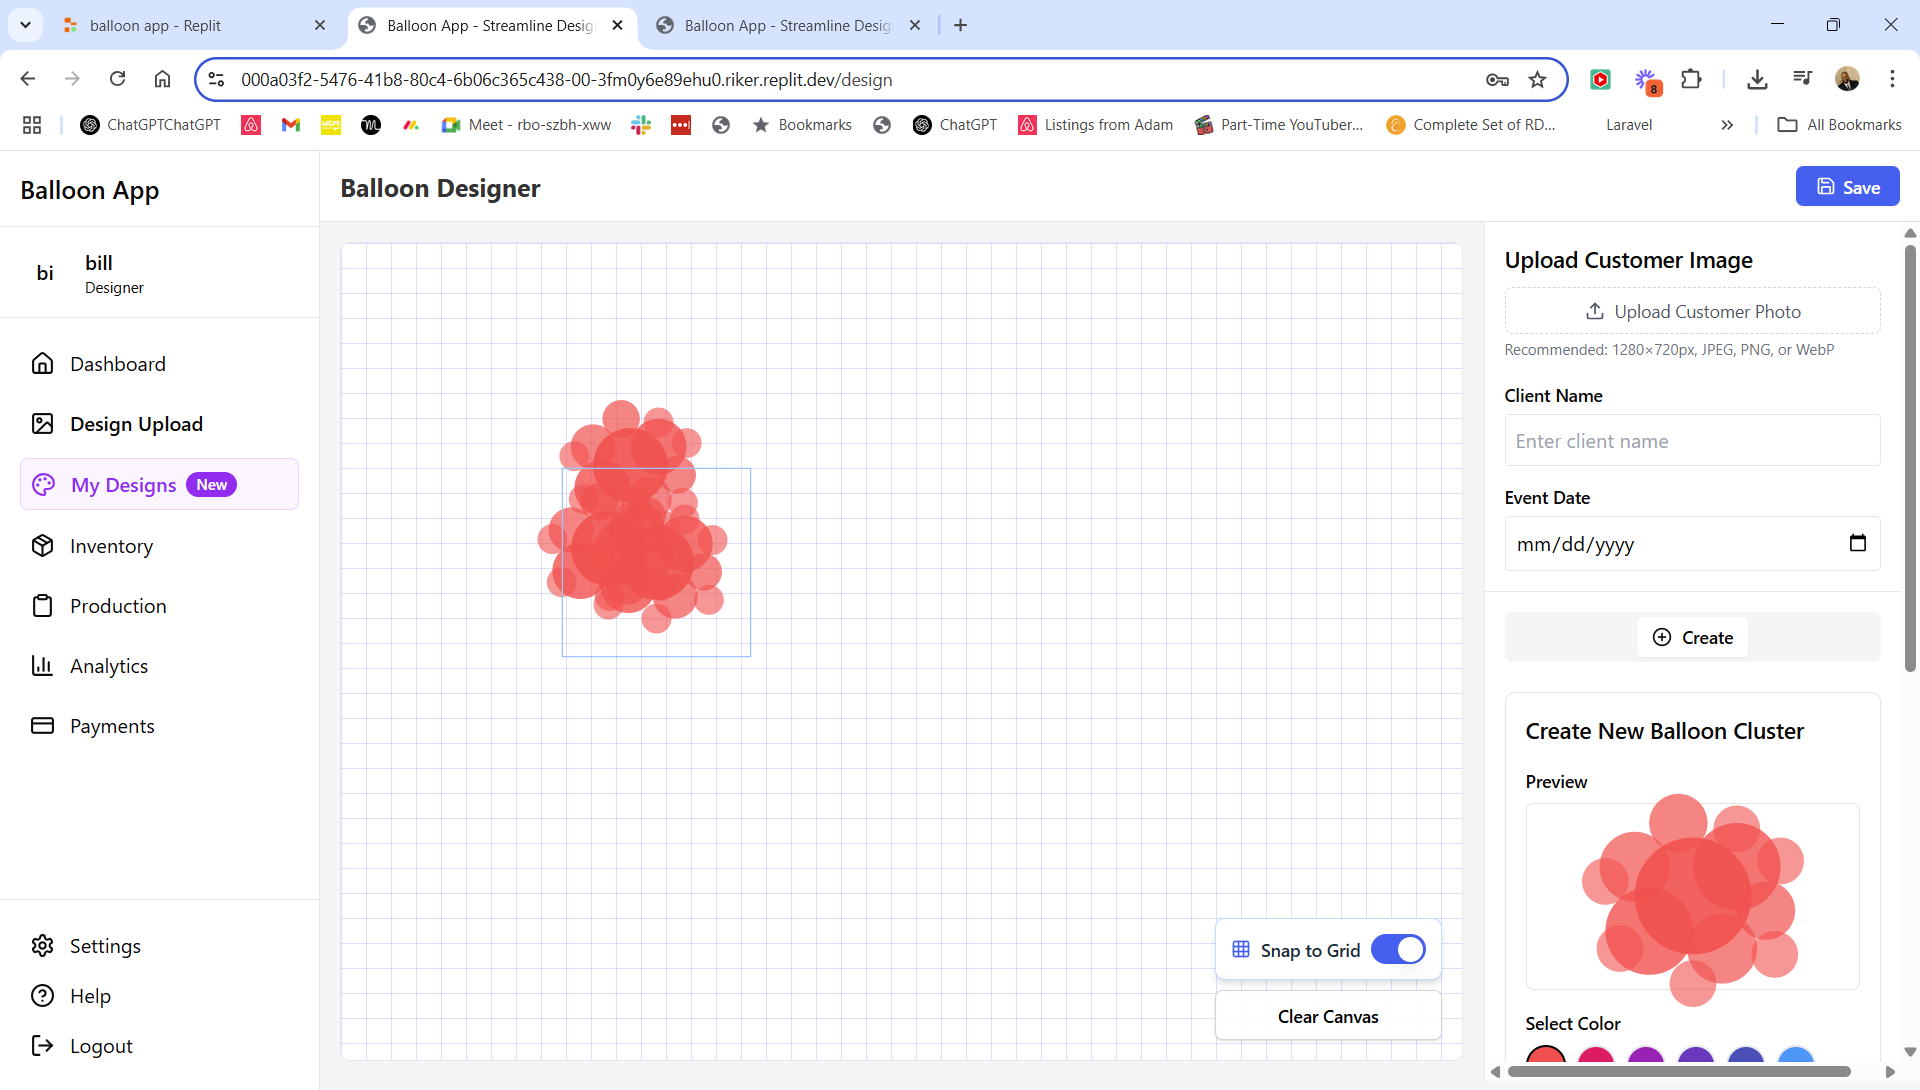 balloon app - Replit
Balloon App - Streamline Desig
Balloon App - Streamline Desig
000a03f2-5476-41b8-80c4-6b06c365c438-00-3fm0y6e89ehu0.riker.replit.dev/design
8
ChatGPTChatGPT
Meet - rbo-szbh-xww
Bookmarks
ChatGPT
Listings from Adam
Part-Time YouTuber...
Complete Set of RD...
Laravel
All Bookmarks
Balloon App
bi
bill
Designer
Dashboard
Design Upload
My Designs New
Inventory
Production
Analytics
Payments
Settings
Help
Logout
Balloon Designer
Save
Snap to Grid
Clear Canvas
Upload Customer Image
Upload Customer Photo
Recommended: 1280×720px, JPEG, PNG, or WebP
Client Name
Enter client name
Event Date
mm/dd/yyyy
Create
Create New Balloon Cluster
Preview
Select Color